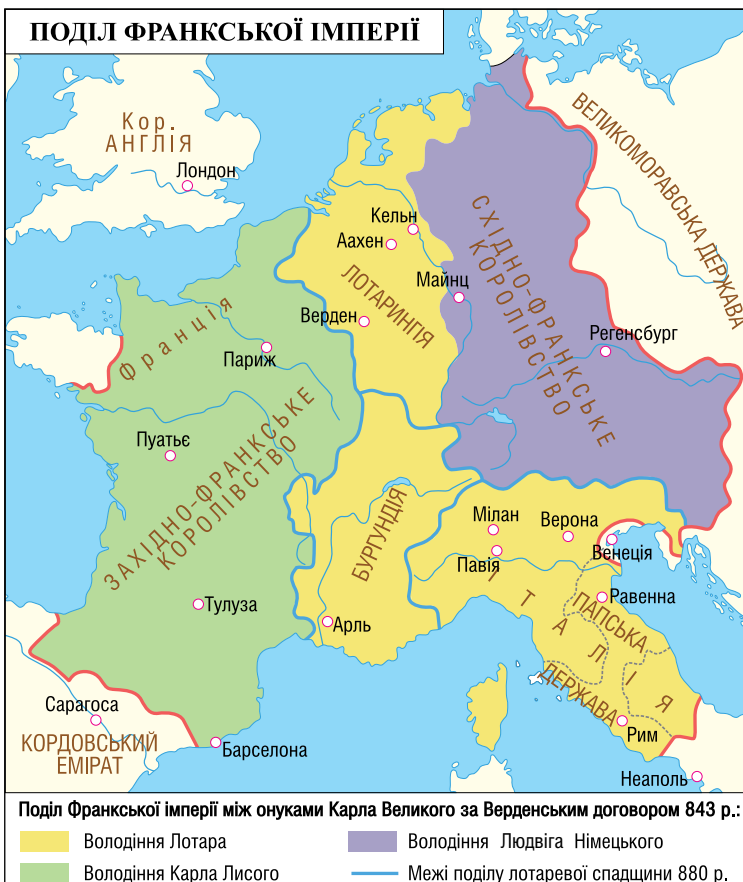 ПОДІЛ ФРАНКСЬКОЇ ІМПЕРІЇ
Кор.
АНГЛІЯ
Лондон
ВЕЛИКОМОРАВСЬКА ДЕРЖАВА
Кельн
Аахен
ЛОТАРИНГІЯ
СХІДНО-ФРАНКСЬКЕ
КОРОЛІВСТВО
Майнц
Верден
Регенсбург
Франція
Париж
Пуатьє
ЗАХІДНО-ФРАНКСЬКЕ
КОРОЛІВСТВО
БУРГУНДІЯ
Мілан
Верона
Венеція
Павія
ІТАЛІЯ
Равенна
ПАПСЬКА
ДЕРЖАВА
Тулуза
Арль
Рим
Сарагоса
КОРДОВСЬКИЙ
ЕМІРАТ
Барселона
Неаполь
Поділ Франкської імперії між онуками Карла Великого за Верденським договором 843 р.:
Володіння Лотара
Володіння Людвіга Німецького
Володіння Карла Лисого
Межі поділу лотаревої спадщини 880 р.